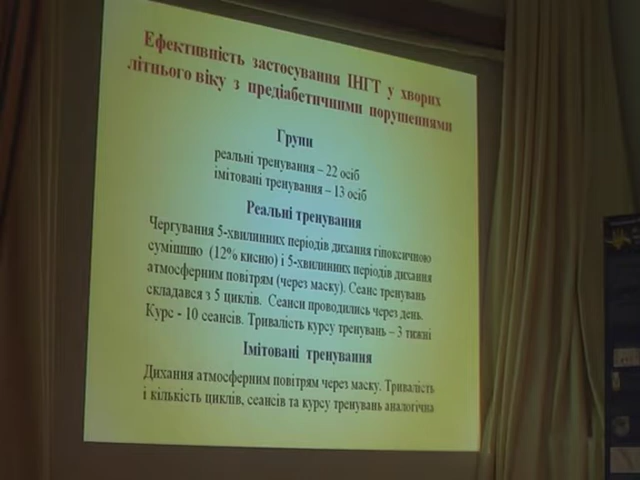 Ефективність застосування ІНГТ у хворих
літнього віку з предіабетичними порушеннями
Групи
реальні тренування – 22 осіб
імітовані тренування – 13 осіб
Реальні тренування
Чергування 5-хвилинних періодів дихання гіпоксичною
сумішшю (12% кисню) і 5-хвилинних періодів дихання
атмосферним повітрям (через маску). Сеанс тренувань
складався з 5 циклів. Сеанси проводились через день.
Курс - 10 сеансів. Тривалість курсу тренувань – 3 тижні
Імітовані тренування
Дихання атмосферним повітрям через маску. Тривалість
і кількість циклів, сеансів та курсу тренувань аналогічна